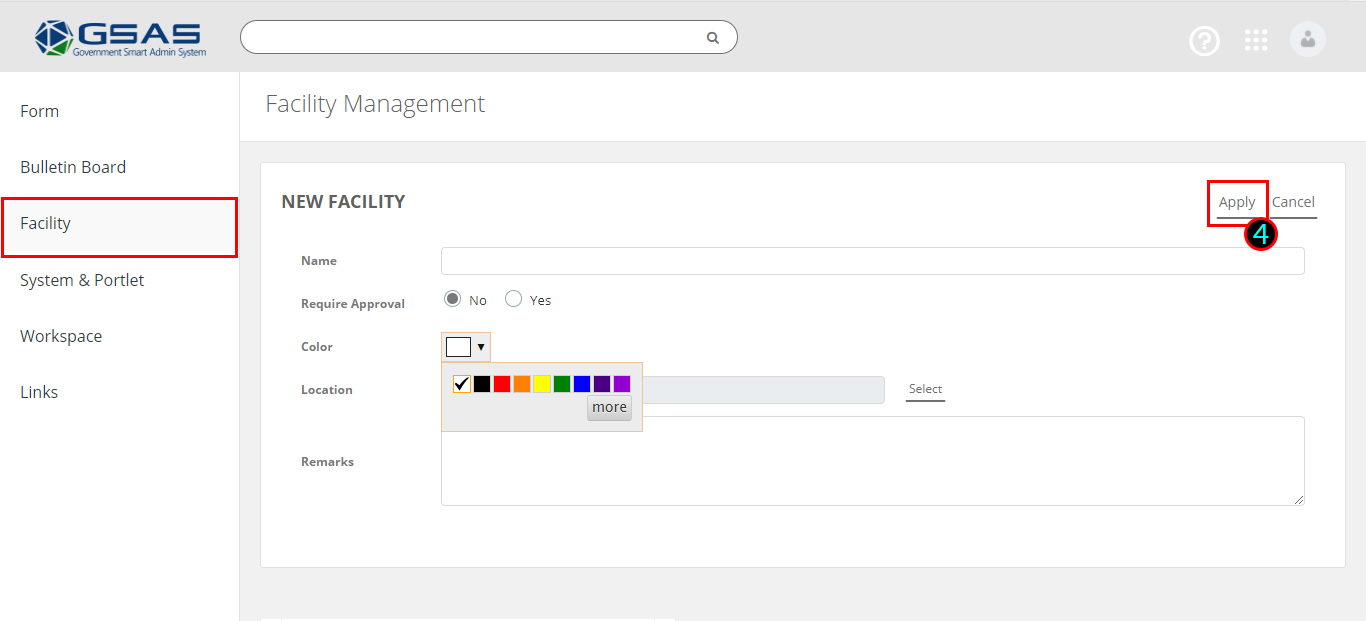 GSAS
Government Smart Admin System
?
Form
Bulletin Board
Facility
System & Portlet
Workspace
Links
Facility Management
NEW FACILITY
Apply Cancel
4
Name
Require Approval No Yes
Color
Location Select
more
Remarks